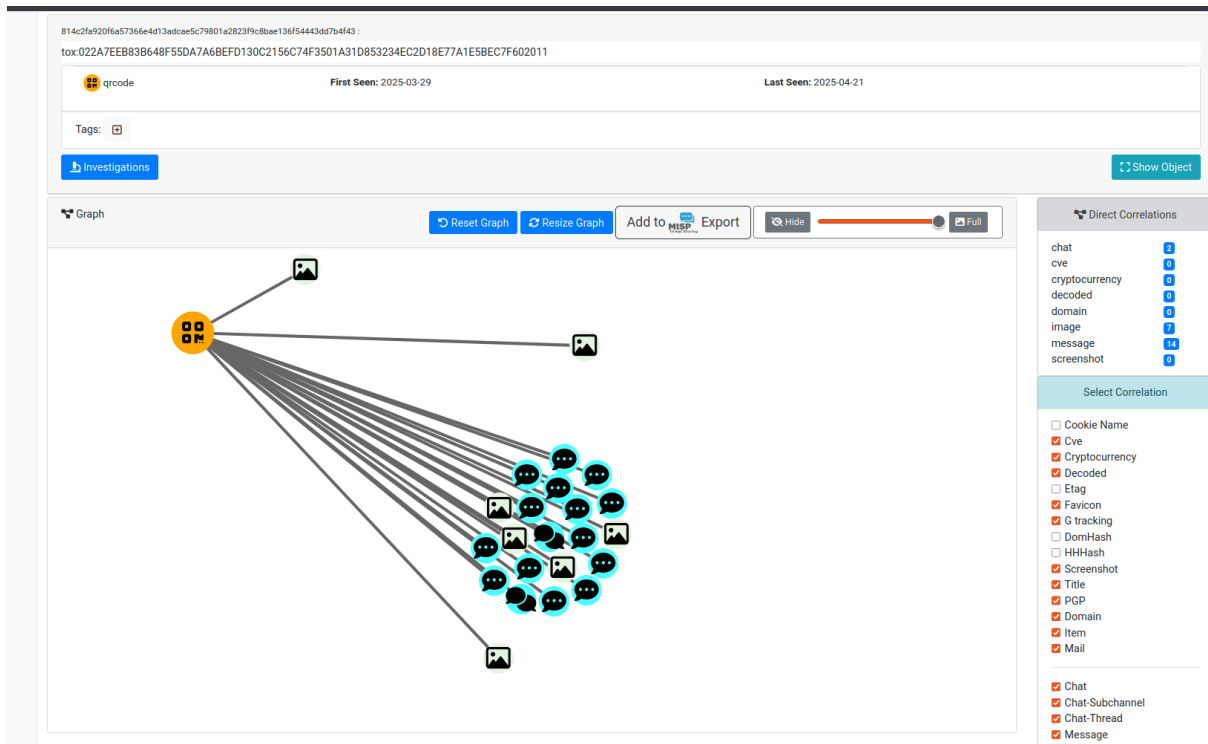 814c2fa920f6a57366e4d13adcae5c79801a2823f9c8bae136f54443dd7b4f43 :
tox:022A7EEB83B648F55DA7A6BEFD130C2156C74F3501A31D853234EC2D18E77A1E5BEC7F602011
qrcode First Seen: 2025-03-29 Last Seen: 2025-04-21
Tags:
Investigations Show Object
Graph Reset Graph Resize Graph Add to MISP Threat Sharing Export Hide Full
Direct Correlations
chat 2
cve 0
cryptocurrency 0
decoded 0
domain 0
image 7
message 14
screenshot 0
Select Correlation
Cookie Name
Cve
Cryptocurrency
Decoded
Etag
Favicon
G tracking
DomHash
HHHash
Screenshot
Title
PGP
Domain
Item
Mail
Chat
Chat-Subchannel
Chat-Thread
Message